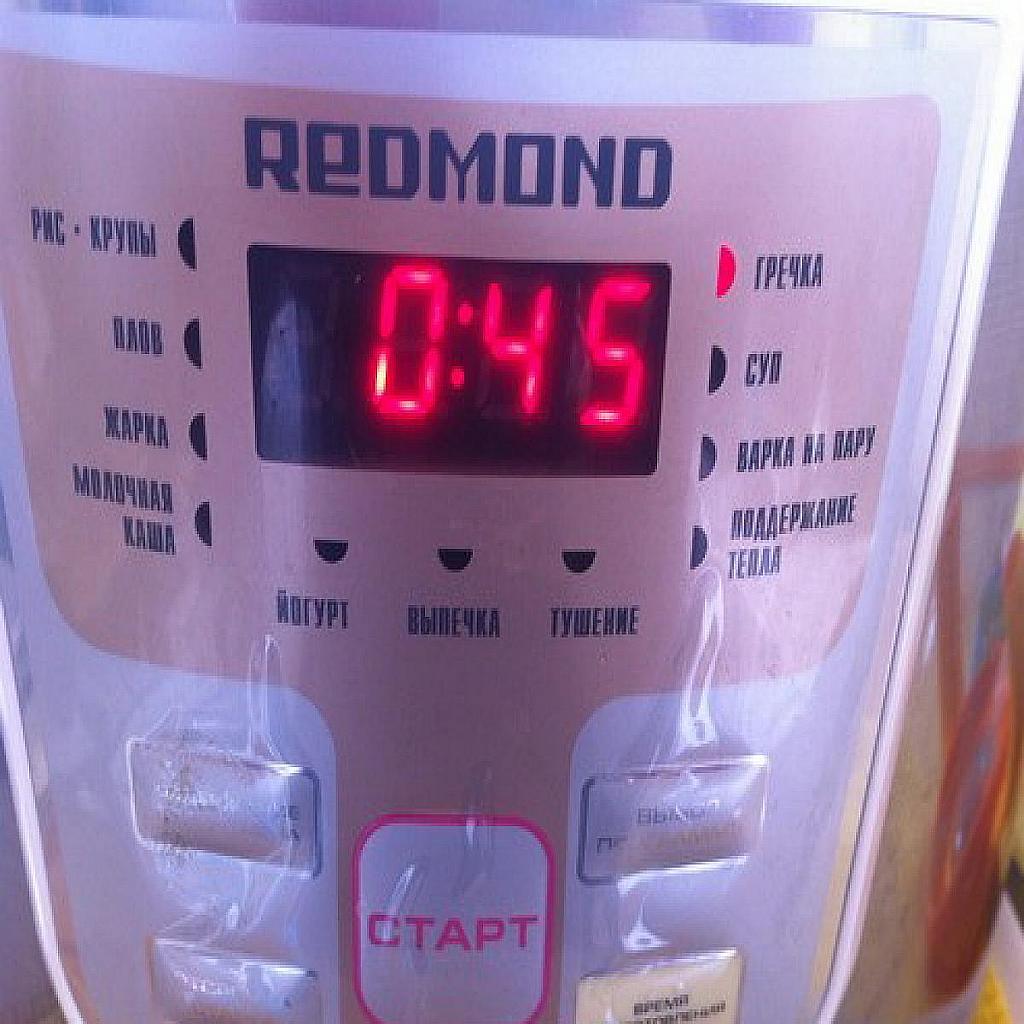 REDMOND
РИС · КРУПЫ
0:45
ГРЕЧКА
ПЛОВ
СУП
ЖАРКА
ВАРКА НА ПАРУ
МОЛОЧНАЯ
КАША
ПОДДЕРЖАНИЕ
ТЕПЛА
ЙОГУРТ
ВЫПЕЧКА
ТУШЕНИЕ
СТАРТ
ВРЕМЯ